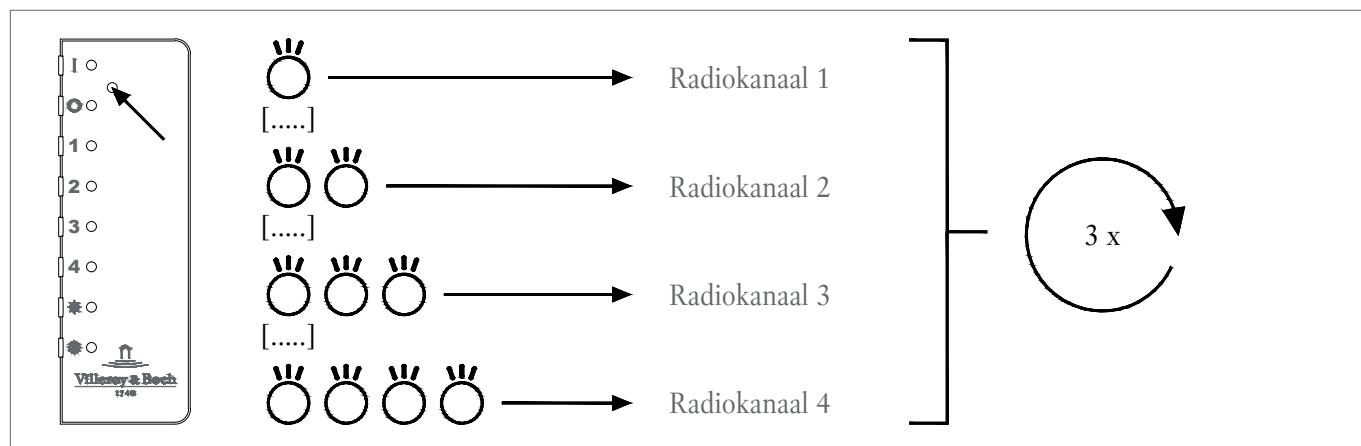 I
Radiokanaal 1
[.....]
1
2
Radiokanaal 2
[.....]
3
4
Radiokanaal 3
[.....]
Radiokanaal 4
3 x
Villeroy & Boch
1748